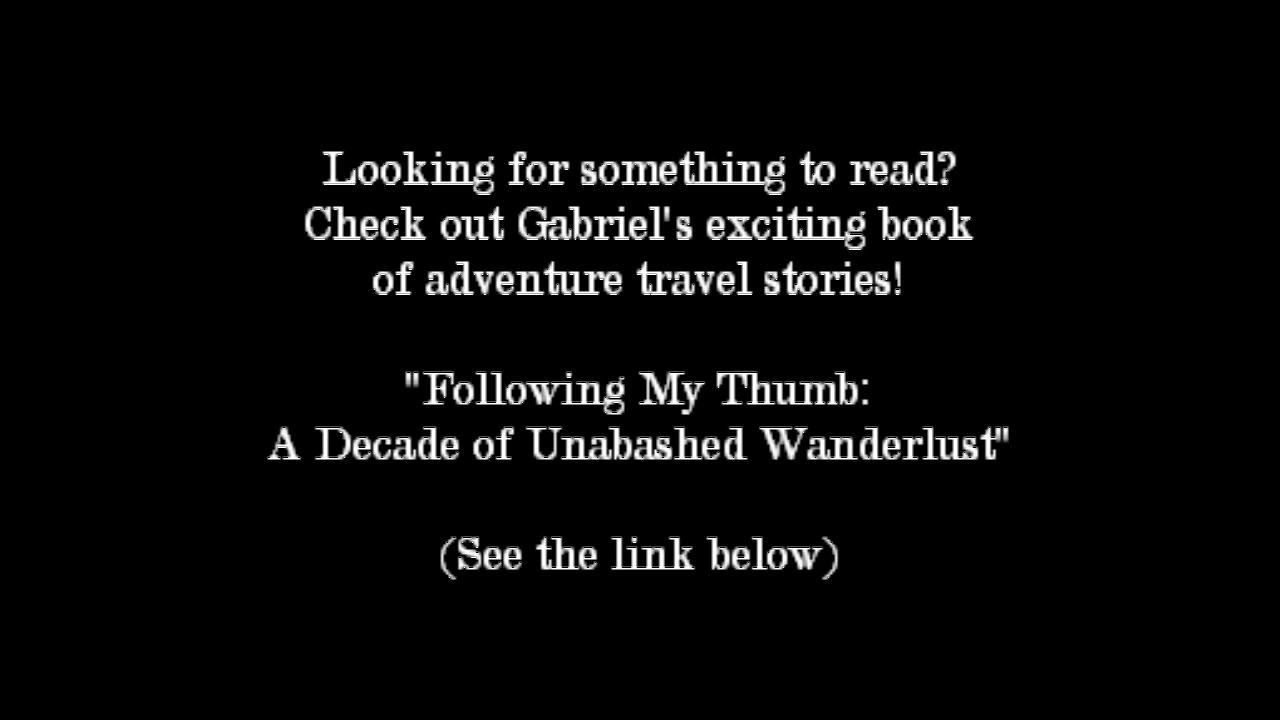 Looking for something to read?
Check out Gabriel's exciting book
of adventure travel stories!
"Following My Thumb:
A Decade of Unabashed Wanderlust"
(See the link below)